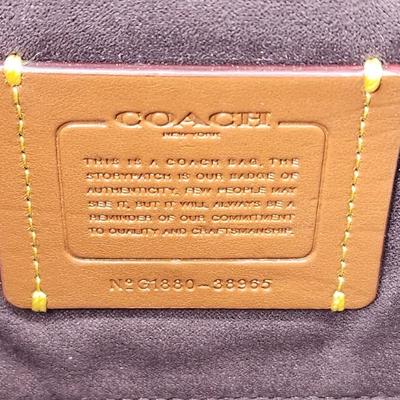 COACH
NEW YORK
THIS IS A COACH BAG. THE
STORYPATCH IS OUR BADGE OF
AUTHENTICITY. FEW PEOPLE MAY
SEE IT, BUT IT WILL ALWAYS BE A
REMINDER OF OUR COMMITMENT
TO QUALITY AND CRAFTSMANSHIP.
Nº G1880-38965